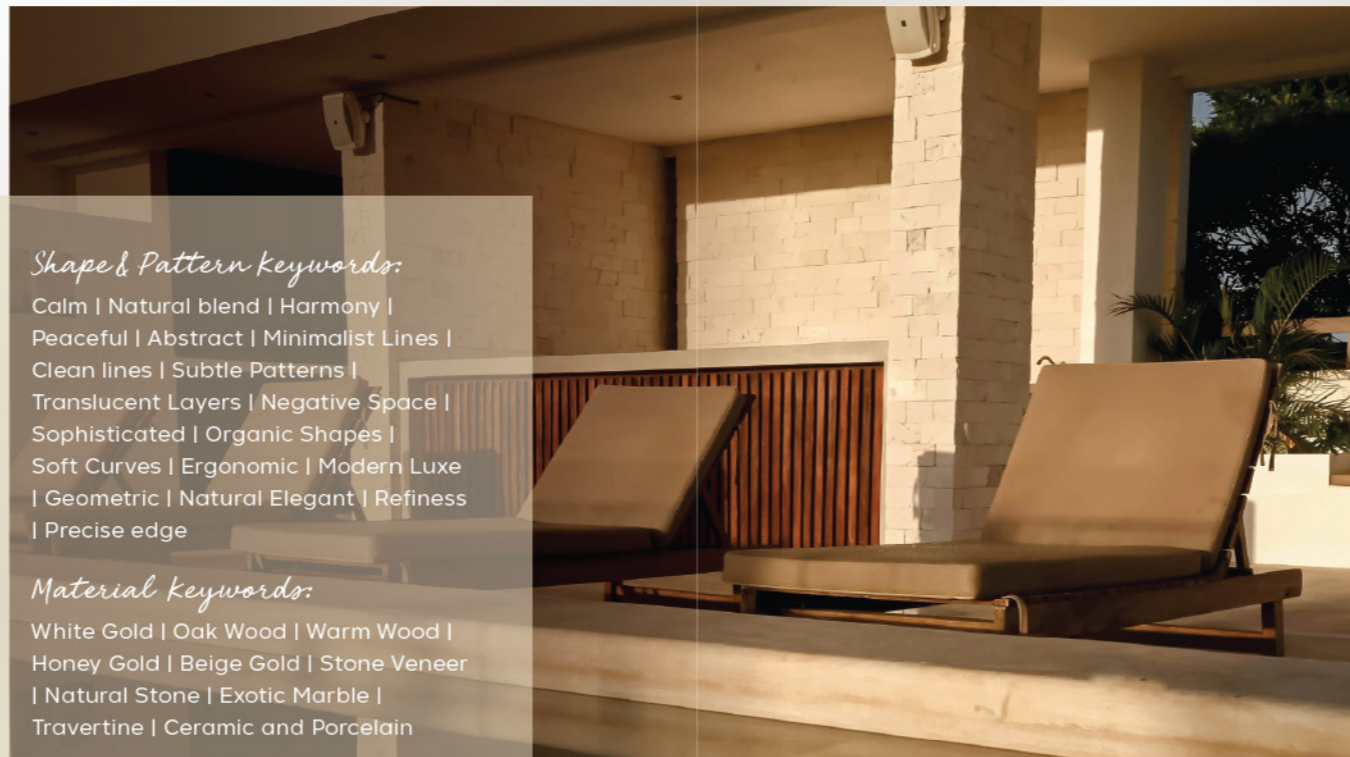 Shape & Pattern Keywords:
Calm | Natural blend | Harmony |
Peaceful | Abstract | Minimalist Lines |
Clean lines | Subtle Patterns |
Translucent Layers | Negative Space |
Sophisticated | Organic Shapes |
Soft Curves | Ergonomic | Modern Luxe
| Geometric | Natural Elegant | Refiness
| Precise edge
Material Keywords:
White Gold | Oak Wood | Warm Wood |
Honey Gold | Beige Gold | Stone Veneer
| Natural Stone | Exotic Marble |
Travertine | Ceramic and Porcelain